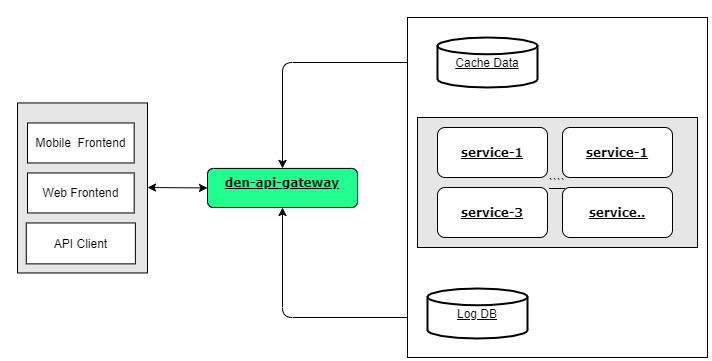 Cache Data
Mobile Frontend
Web Frontend
API Client
den-api-gateway
service-1
service-1
....
service-3
service..
Log DB